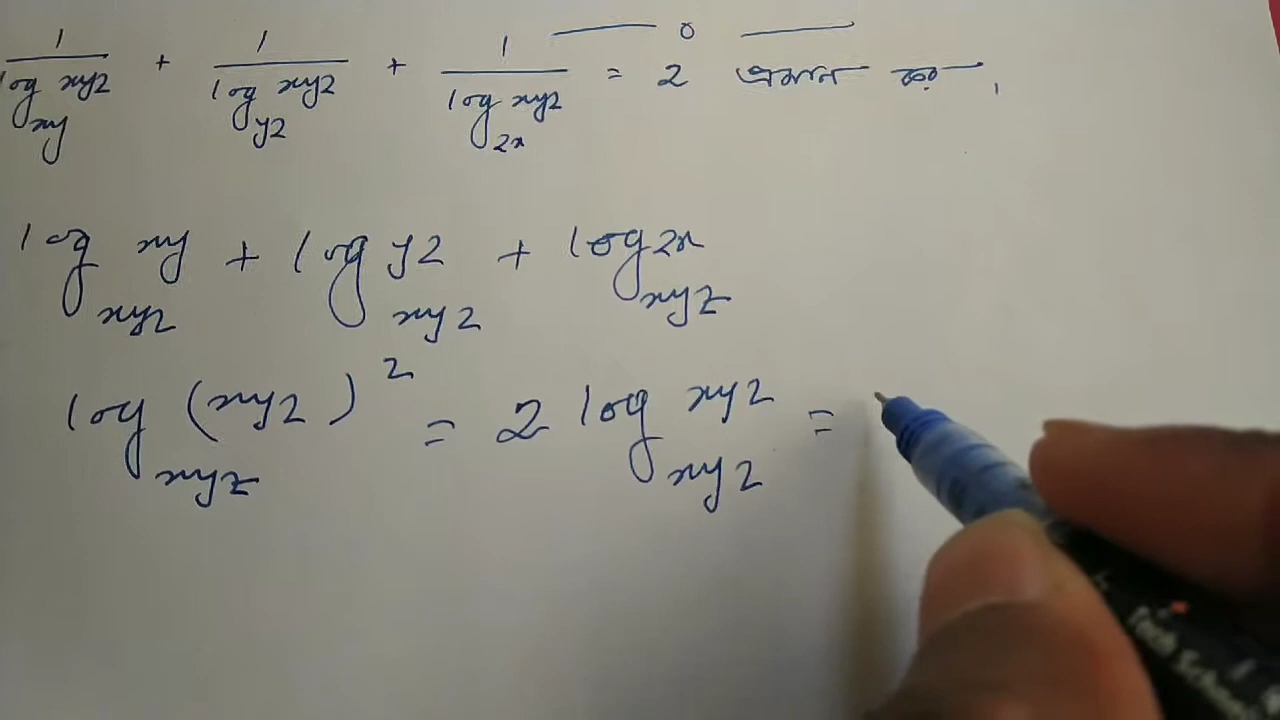 1/log_xy xyz + 1/log_yz xyz + 1/log_zx xyz = 2 প্রমান কর,
log_xyz xy + log_xyz yz + log_xyz zx
log_xyz (xyz)^2 = 2 log_xyz xyz =
Tech